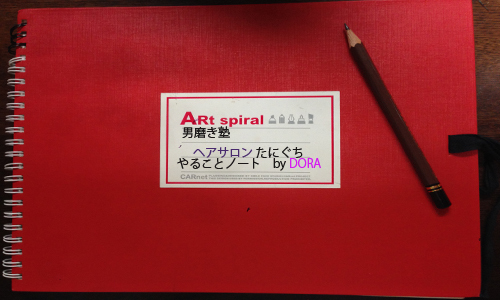 ARt spiral
男磨き塾
ヘアサロン たにぐち
やることノート by DORA
CARnet